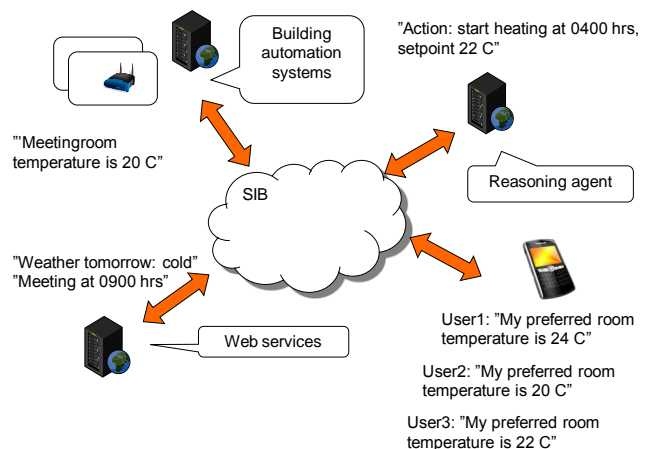 Building
automation
systems
"Action: start heating at 0400 hrs,
setpoint 22 C"
"'Meetingroom
temperature is 20 C"
Reasoning agent
SIB
"Weather tomorrow: cold"
"Meeting at 0900 hrs"
Web services
User1: "My preferred room
temperature is 24 C"
User2: "My preferred room
temperature is 20 C"
User3: "My preferred room
temperature is 22 C"